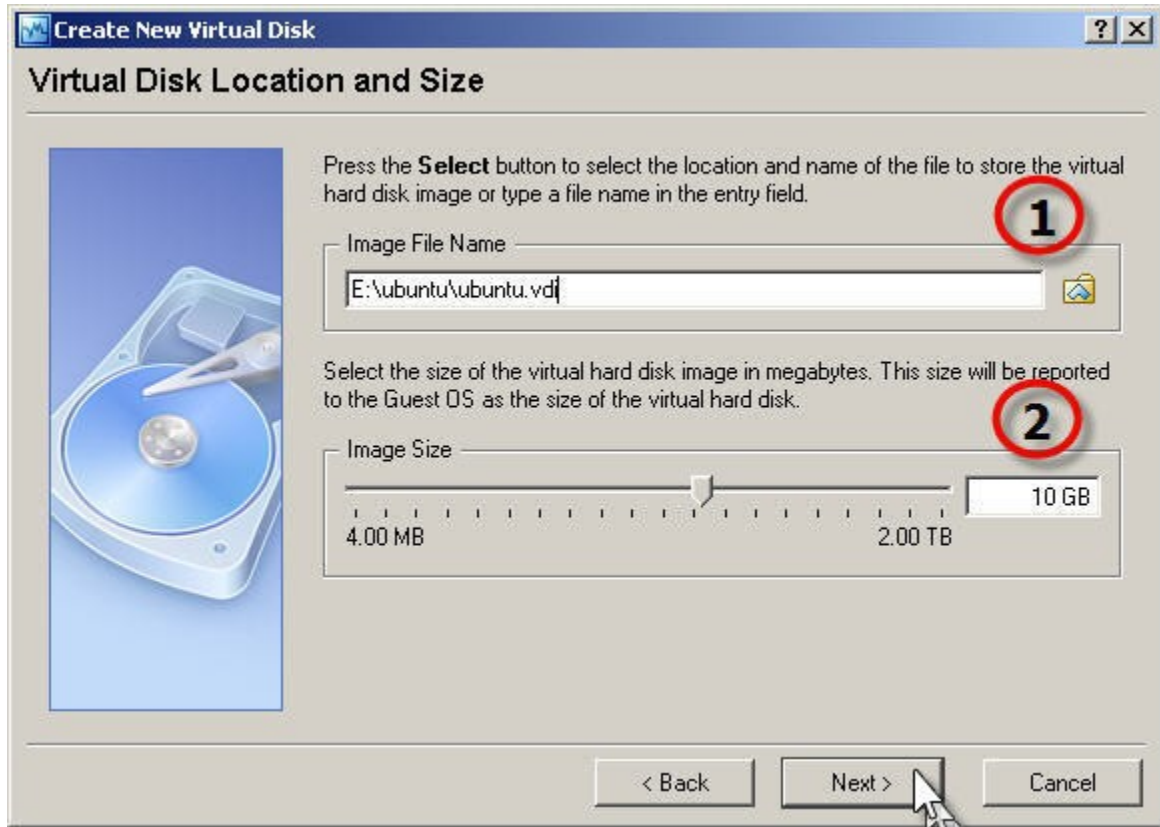 Create New Virtual Disk
Virtual Disk Location and Size
Press the Select button to select the location and name of the file to store the virtual
hard disk image or type a file name in the entry field.
1
Image File Name
E:\ubuntu\ubuntu.vdi
Select the size of the virtual hard disk image in megabytes. This size will be reported
to the Guest OS as the size of the virtual hard disk.
2
Image Size
10 GB
4.00 MB 2.00 TB
< Back Next > Cancel